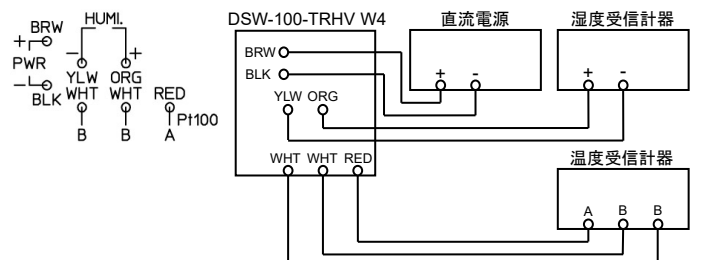 HUMI.
BRW
+
PWR
−
BLK
− +
YLW ORG
WHT WHT RED
Pt100
B B A
DSW-100-TRHV W4
BRW
BLK
YLW ORG
WHT WHT RED
直流電源
+ -
湿度受信計器
+ -
温度受信計器
A B B